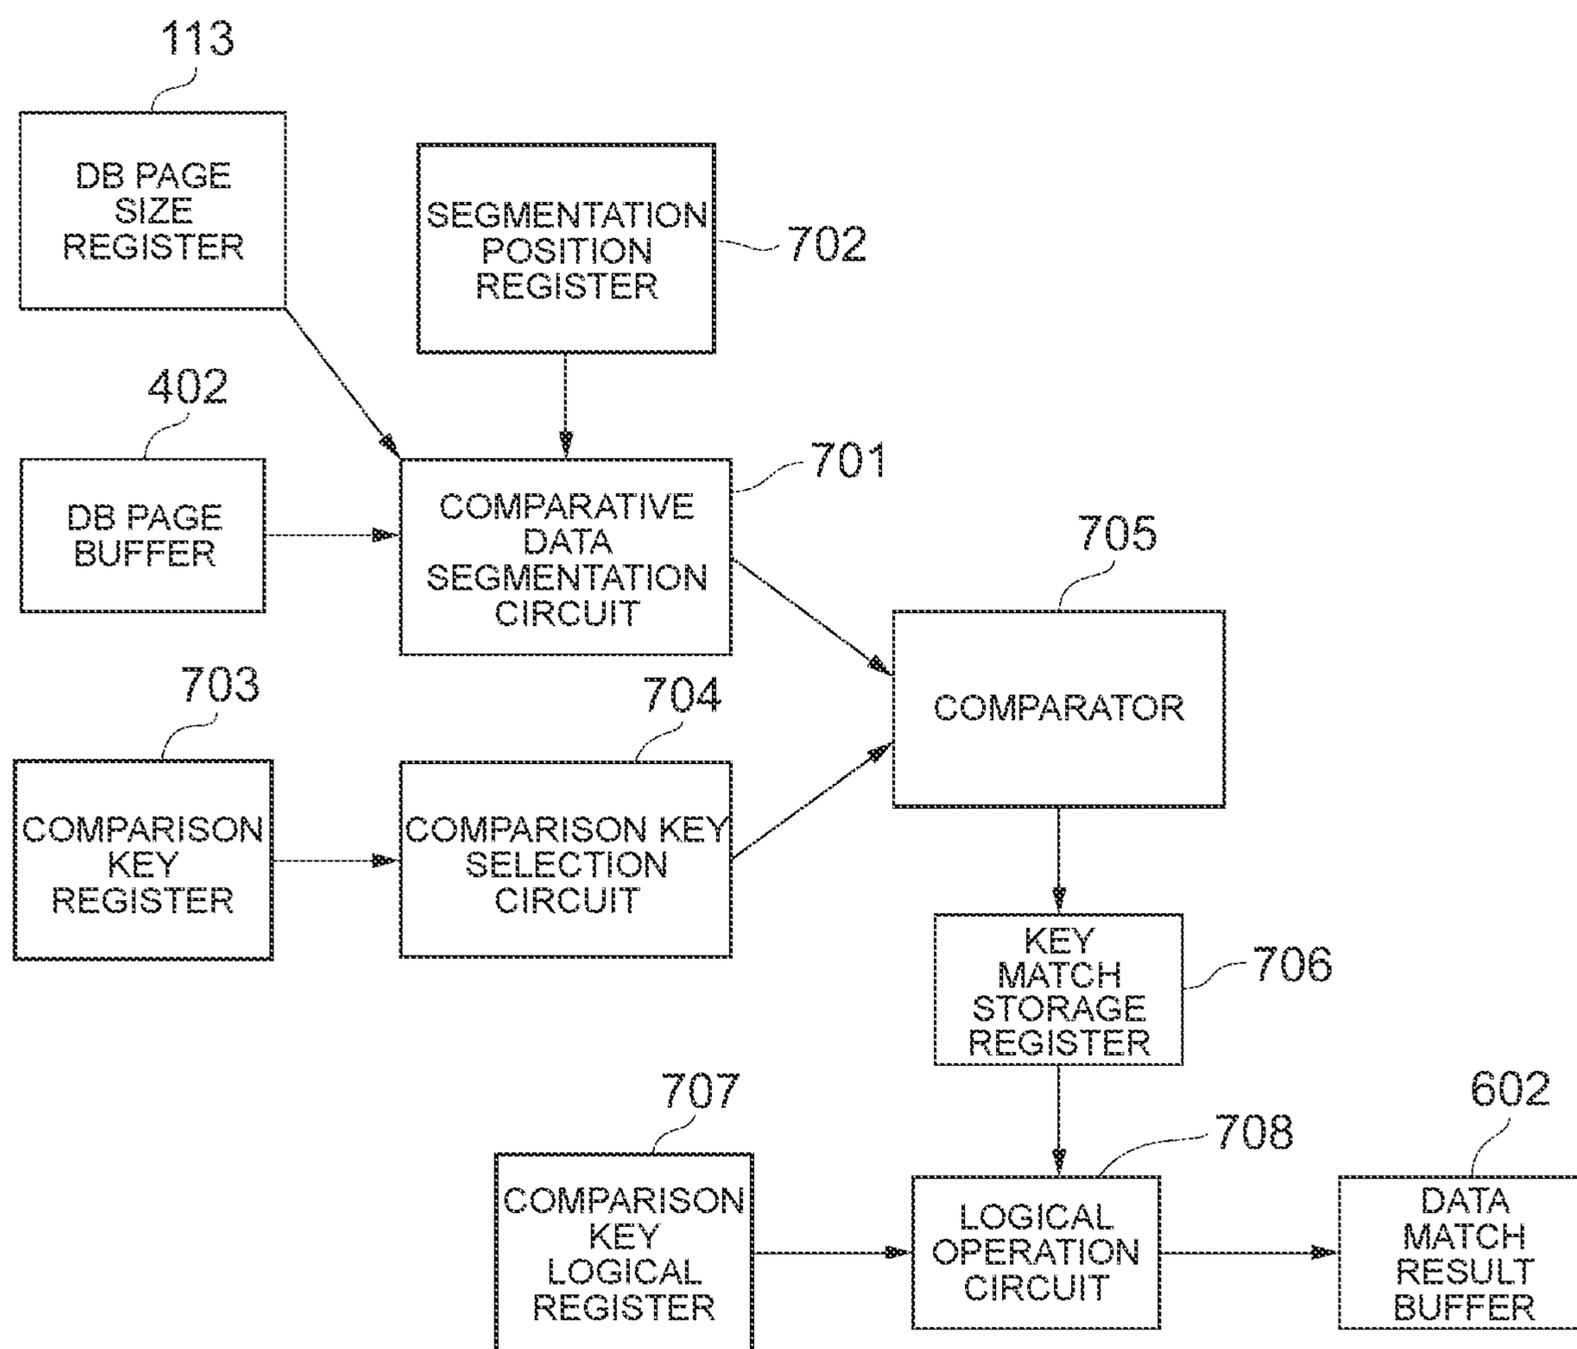 113
DB PAGE
SIZE
REGISTER
SEGMENTATION
POSITION
REGISTER
702
402
DB PAGE
BUFFER
701
COMPARATIVE
DATA
SEGMENTATION
CIRCUIT
705
COMPARATOR
703
COMPARISON
KEY
REGISTER
704
COMPARISON KEY
SELECTION
CIRCUIT
KEY
MATCH
STORAGE
REGISTER
706
707
COMPARISON
KEY
LOGICAL
REGISTER
708
LOGICAL
OPERATION
CIRCUIT
602
DATA
MATCH
RESULT
BUFFER